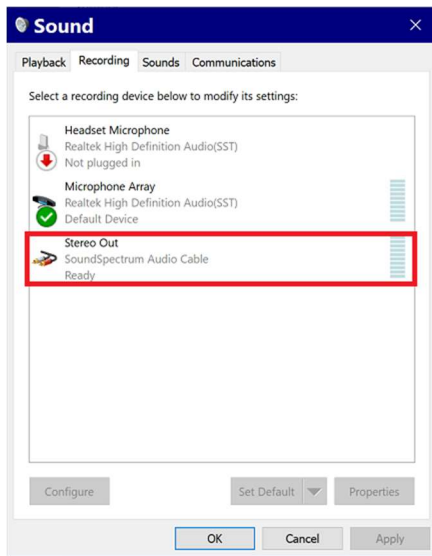 Sound
Playback Recording Sounds Communications
Select a recording device below to modify its settings:
Headset Microphone
Realtek High Definition Audio(SST)
Not plugged in
Microphone Array
Realtek High Definition Audio(SST)
Default Device
Stereo Out
SoundSpectrum Audio Cable
Ready
Configure Set Default Properties
OK Cancel Apply